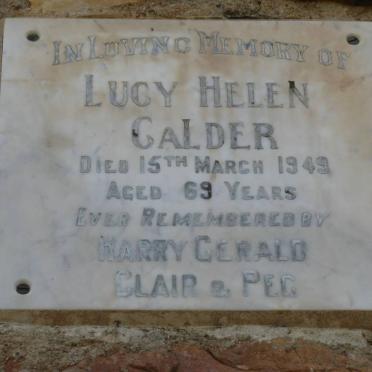 In Loving Memory of
Lucy Helen
Calder
Died 15th March 1949
Aged 69 Years
Ever Remembered by
Harry Gerald
Clair & Peg